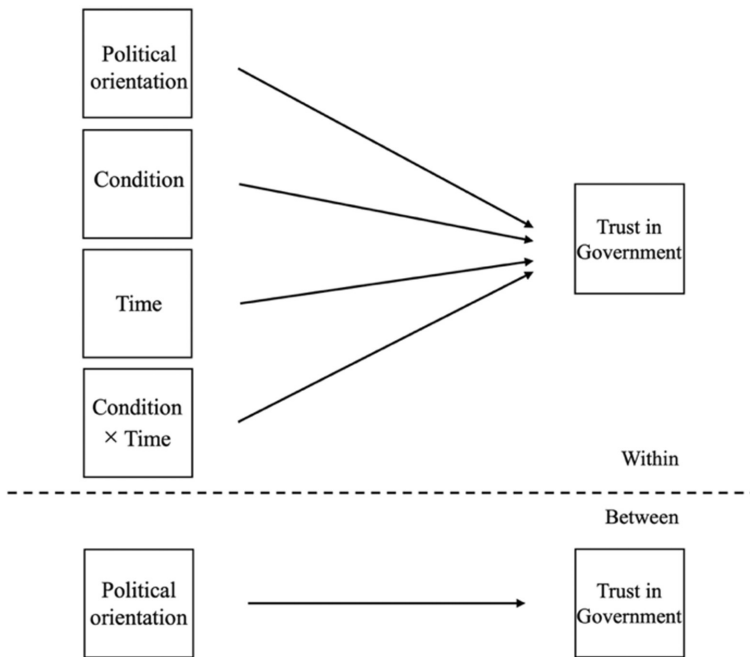 Political
orientation
Condition
Time
Condition
× Time
Trust in
Government
Within
Between
Political
orientation
Trust in
Government